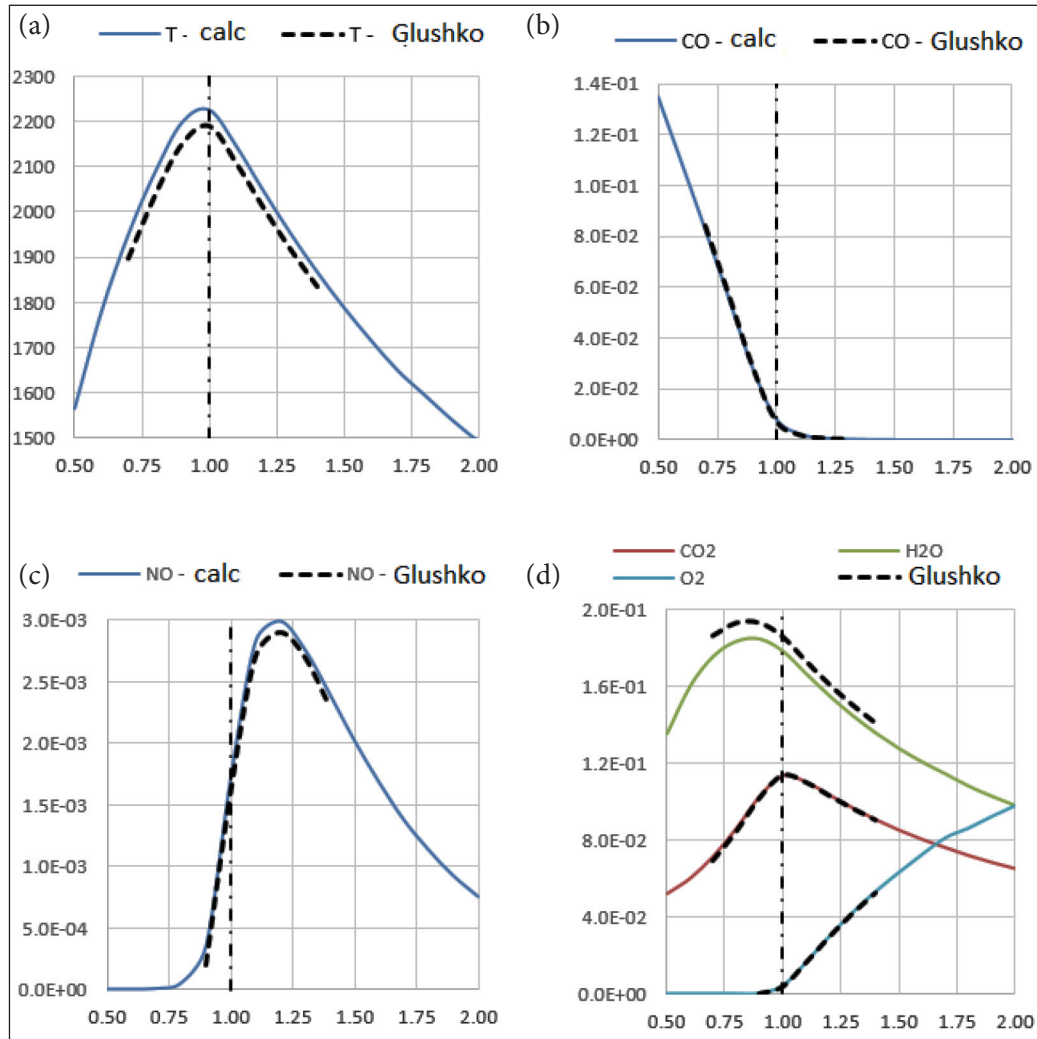 (a) T - calc T - Glushko
2300
2200
2100
2000
1900
1800
1700
1600
1500
0.50 0.75 1.00 1.25 1.50 1.75 2.00
(b) CO - calc CO - Glushko
1.4E-01
1.2E-01
1.0E-01
8.0E-02
6.0E-02
4.0E-02
2.0E-02
0.0E+00
0.50 0.75 1.00 1.25 1.50 1.75 2.00
(c) NO - calc NO - Glushko
3.0E-03
2.5E-03
2.0E-03
1.5E-03
1.0E-03
5.0E-04
0.0E+00
0.50 0.75 1.00 1.25 1.50 1.75 2.00
(d) CO2 H2O
O2 Glushko
2.0E-01
1.6E-01
1.2E-01
8.0E-02
4.0E-02
0.0E+00
0.50 0.75 1.00 1.25 1.50 1.75 2.00